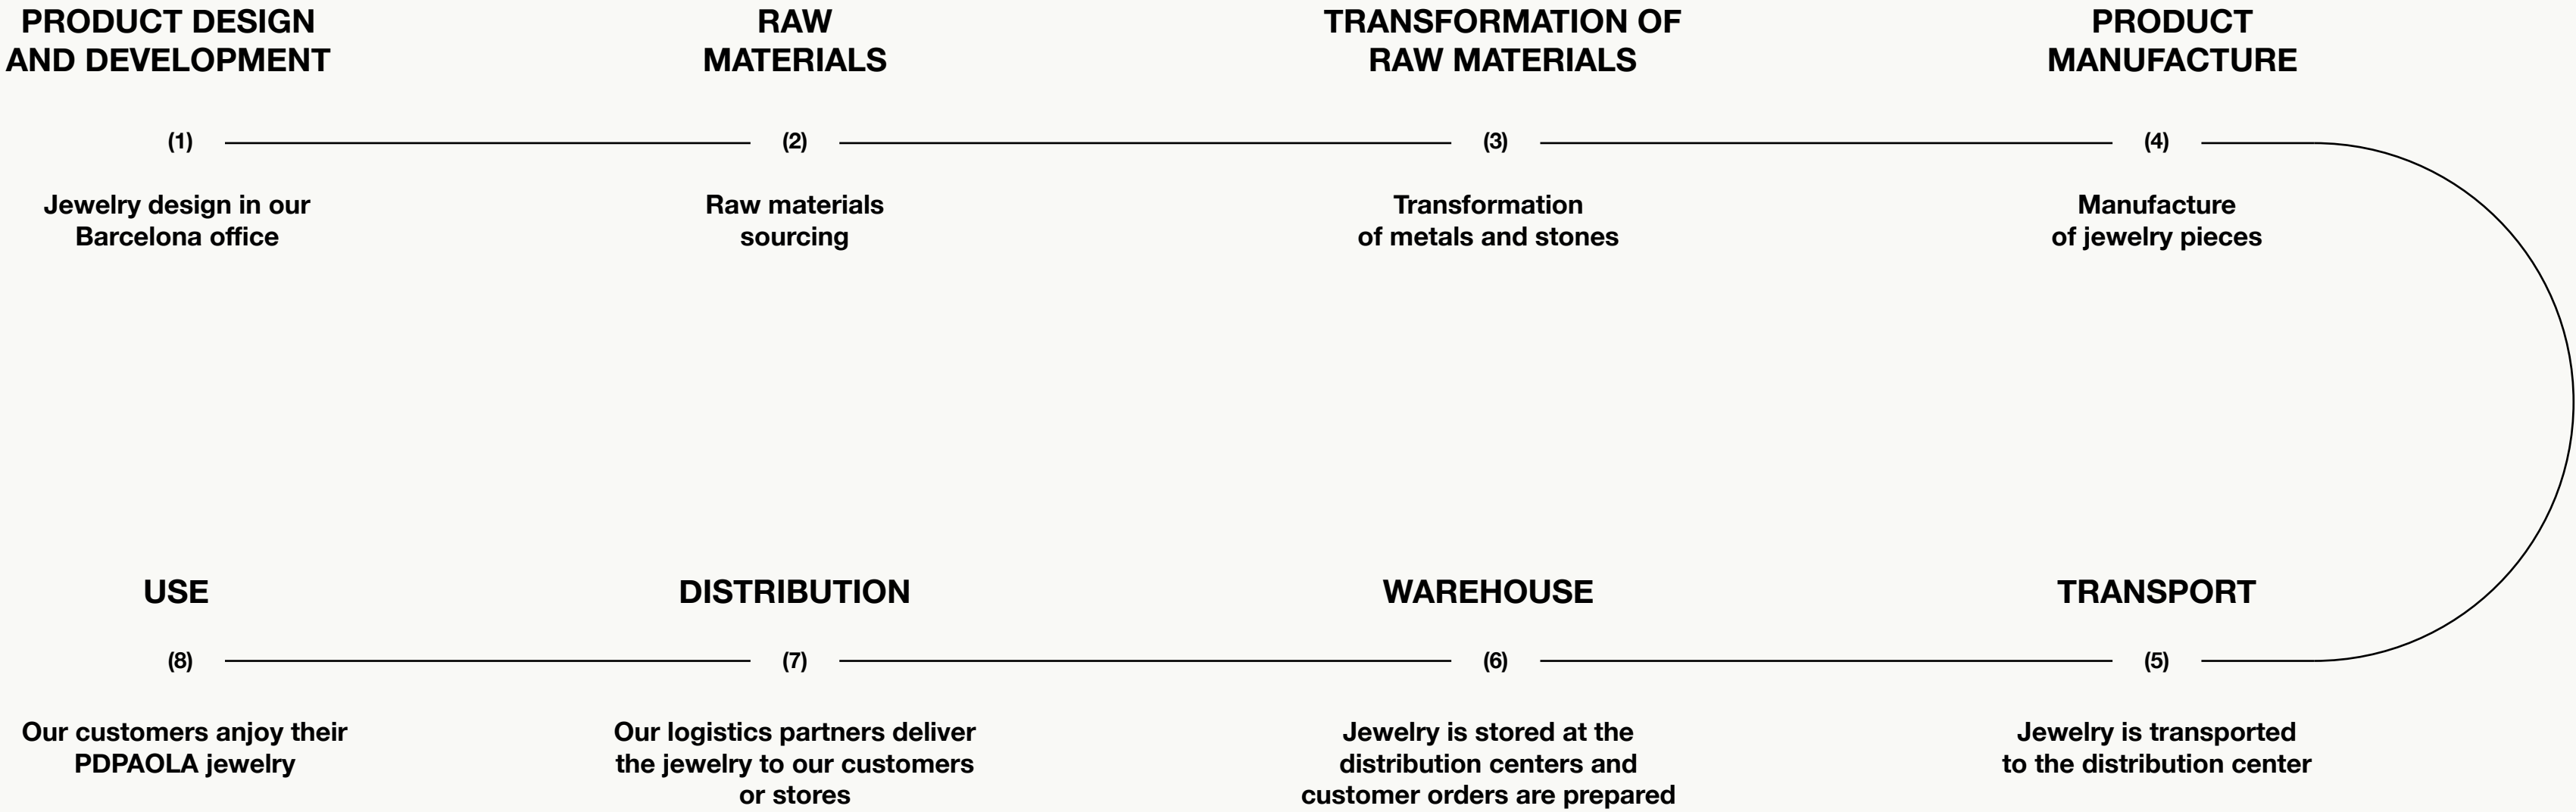 PRODUCT DESIGN
AND DEVELOPMENT
(1)
Jewelry design in our
Barcelona office
RAW
MATERIALS
(2)
Raw materials
sourcing
TRANSFORMATION OF
RAW MATERIALS
(3)
Transformation
of metals and stones
PRODUCT
MANUFACTURE
(4)
Manufacture
of jewelry pieces
TRANSPORT
(5)
Jewelry is transported
to the distribution center
WAREHOUSE
(6)
Jewelry is stored at the
distribution centers and
customer orders are prepared
DISTRIBUTION
(7)
Our logistics partners deliver
the jewelry to our customers
or stores
USE
(8)
Our customers anjoy their
PDPAOLA jewelry